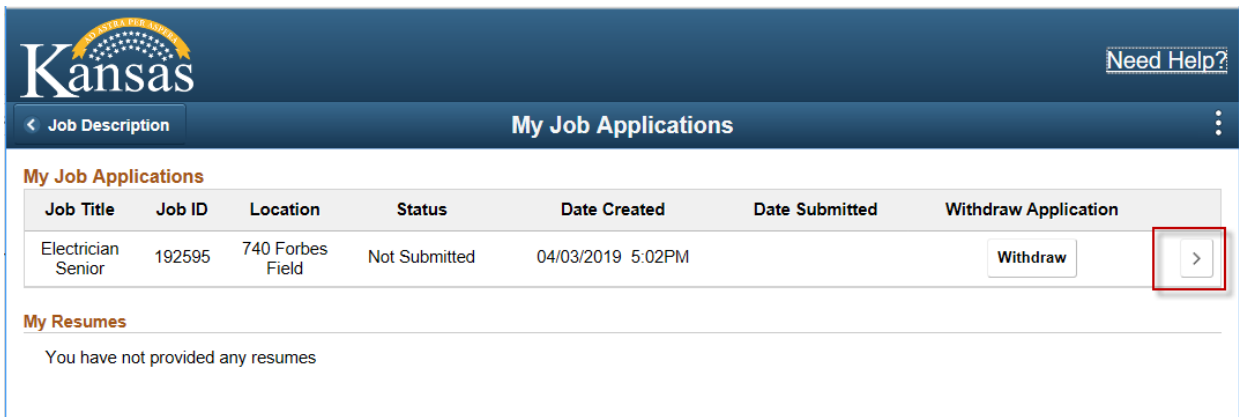 AD ASTRA PER ASPERA
Kansas
Need Help?
Job Description
My Job Applications
My Job Applications
Job Title Job ID Location Status Date Created Date Submitted Withdraw Application
Electrician Senior 192595 740 Forbes Field Not Submitted 04/03/2019 5:02PM Withdraw
My Resumes
You have not provided any resumes